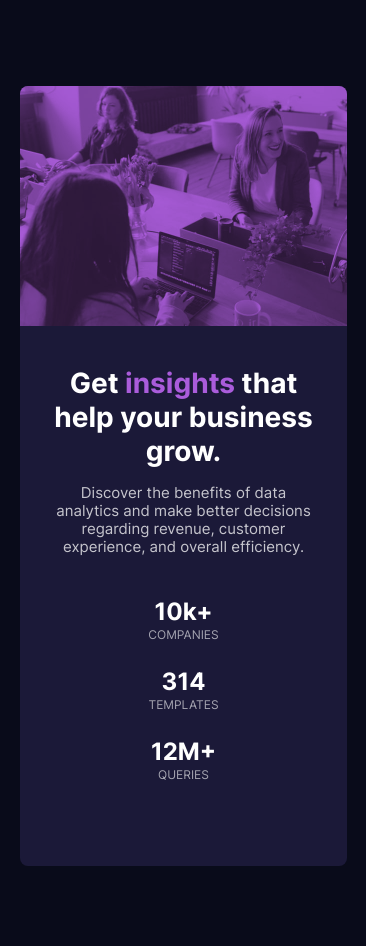 Get insights that
help your business
grow.
Discover the benefits of data
analytics and make better decisions
regarding revenue, customer
experience, and overall efficiency.
10k+
COMPANIES
314
TEMPLATES
12M+
QUERIES